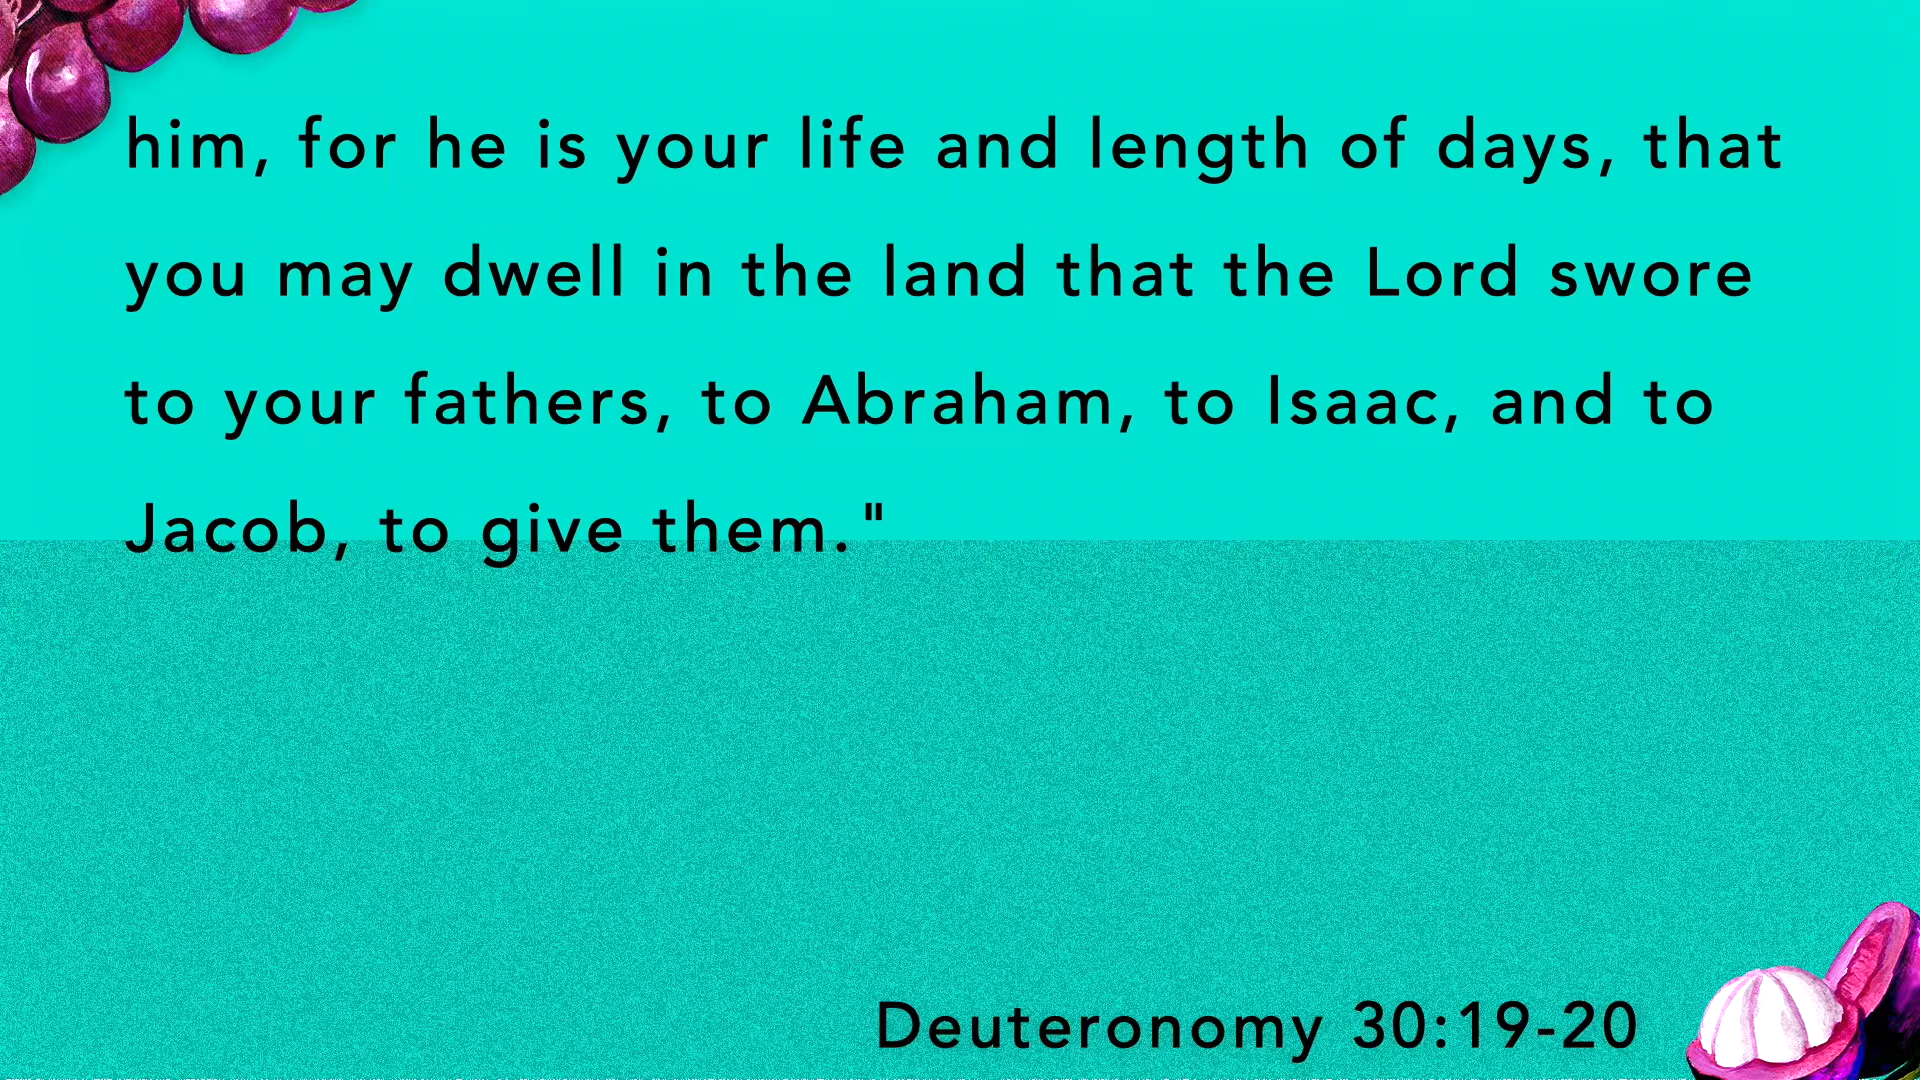 him, for he is your life and length of days, that
you may dwell in the land that the Lord swore
to your fathers, to Abraham, to Isaac, and to
Jacob, to give them."
Deuteronomy 30:19-20